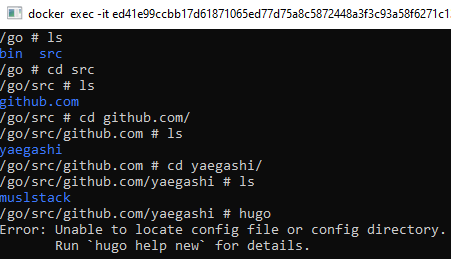 docker exec -it ed41e99ccbb17d61871065ed77d75a8c5872448a3f3c93a58f6271c1
/go # ls
bin  src
/go # cd src
/go/src # ls
github.com
/go/src # cd github.com/
/go/src/github.com # ls
yaegashi
/go/src/github.com # cd yaegashi/
/go/src/github.com/yaegashi # ls
muslstack
/go/src/github.com/yaegashi # hugo
Error: Unable to locate config file or config directory.
       Run `hugo help new` for details.